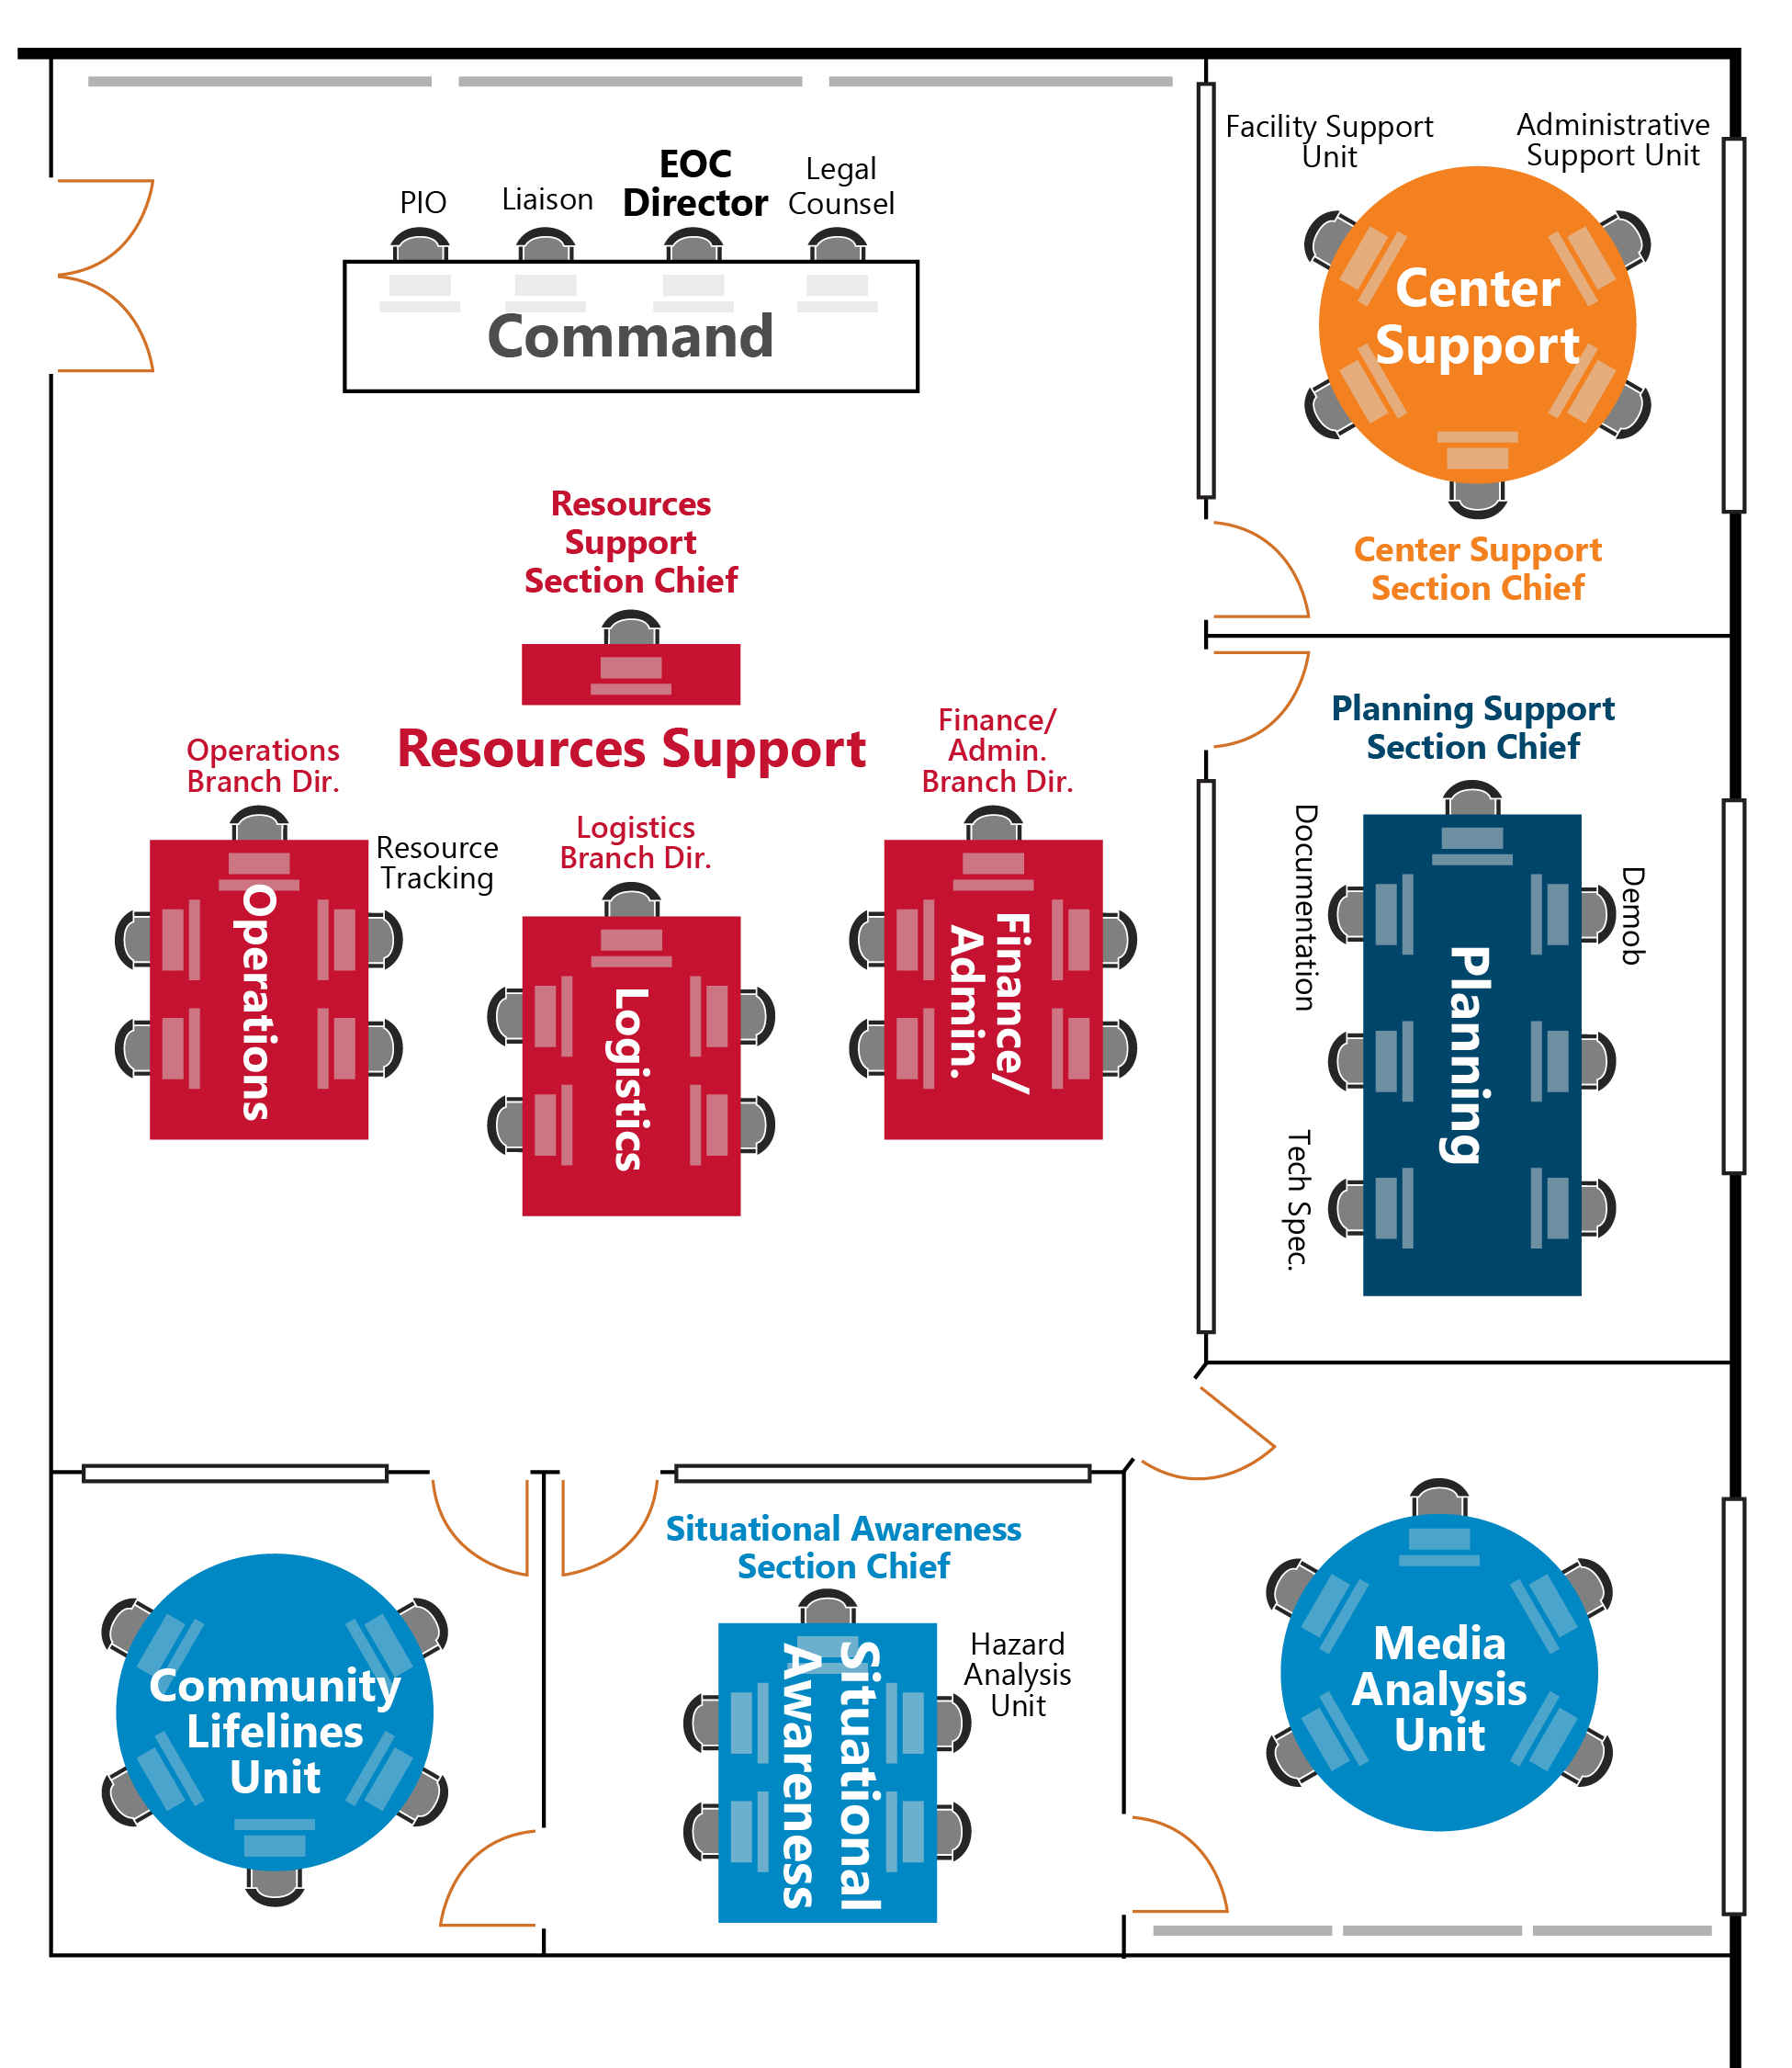 PIO
Liaison
EOC
Director
Legal
Counsel
Command
Facility Support
Unit
Administrative
Support Unit
Center
Support
Center Support
Section Chief
Resources
Support
Section Chief
Resources Support
Operations
Branch Dir.
Resource
Tracking
Operations
Logistics
Branch Dir.
Logistics
Finance/
Admin.
Branch Dir.
Finance/
Admin.
Planning Support
Section Chief
Documentation
Demob
Planning
Tech Spec.
Community
Lifelines
Unit
Situational Awareness
Section Chief
Situational
Awareness
Hazard
Analysis
Unit
Media
Analysis
Unit